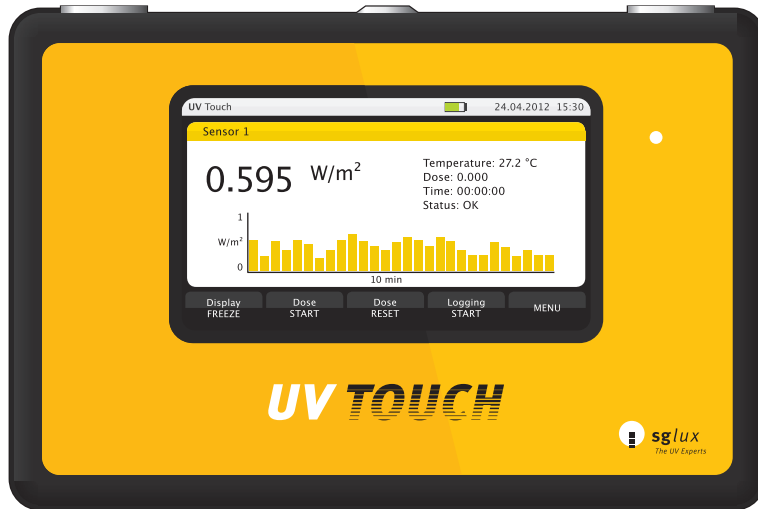 UV Touch
24.04.2012 15:30
Sensor 1
0.595 W/m²
Temperature: 27.2 °C
Dose: 0.000
Time: 00:00:00
Status: OK
1
W/m²
0
10 min
Display
FREEZE
Dose
START
Dose
RESET
Logging
START
MENU
UV TOUCH
sglux
The UV Experts